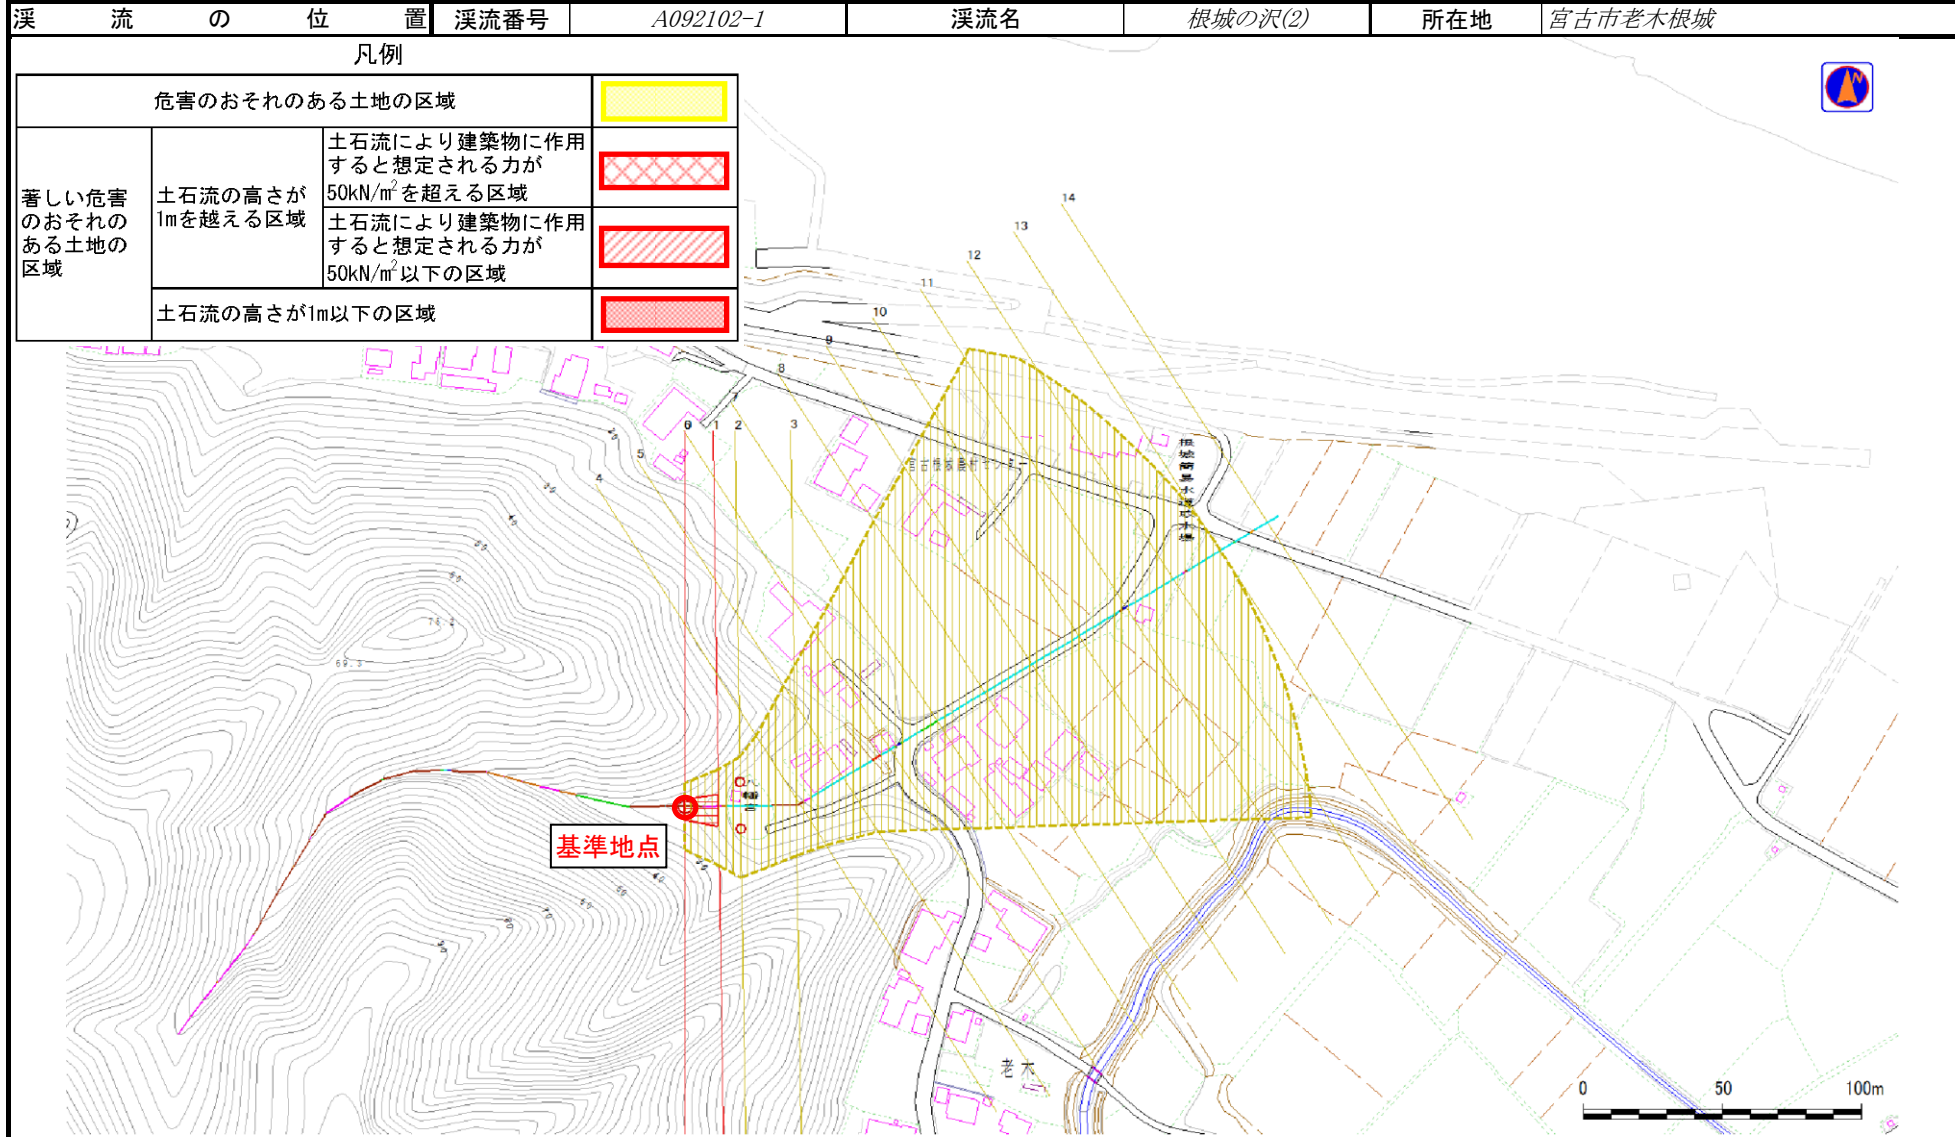 渓流の位置 渓流番号 A092102-1 渓流名 根城の沢(2) 所在地 宮古市老木根城
凡例
危害のおそれのある土地の区域
著しい危害
のおそれの
ある土地の
区域
土石流の高さが
1mを越える区域
土石流により建築物に作用
すると想定される力が
50kN/m²を超える区域
土石流により建築物に作用
すると想定される力が
50kN/m²以下の区域
土石流の高さが1m以下の区域
N
14
13
12
11
10
9
8
7
0 1 2 3
5
4
69.3
基準地点
老木
0 50 100m